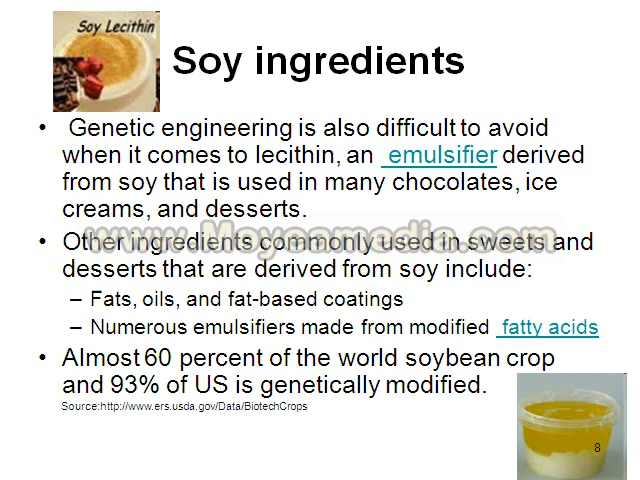 Soy Lecithin
Soy ingredients
• Genetic engineering is also difficult to avoid
when it comes to lecithin, an emulsifier derived
from soy that is used in many chocolates, ice
creams, and desserts.
• Other ingredients commonly used in sweets and
desserts that are derived from soy include:
– Fats, oils, and fat-based coatings
– Numerous emulsifiers made from modified fatty acids
• Almost 60 percent of the world soybean crop
and 93% of US is genetically modified.
Source:http://www.ers.usda.gov/Data/BiotechCrops
8
www.Moyeamedia.com